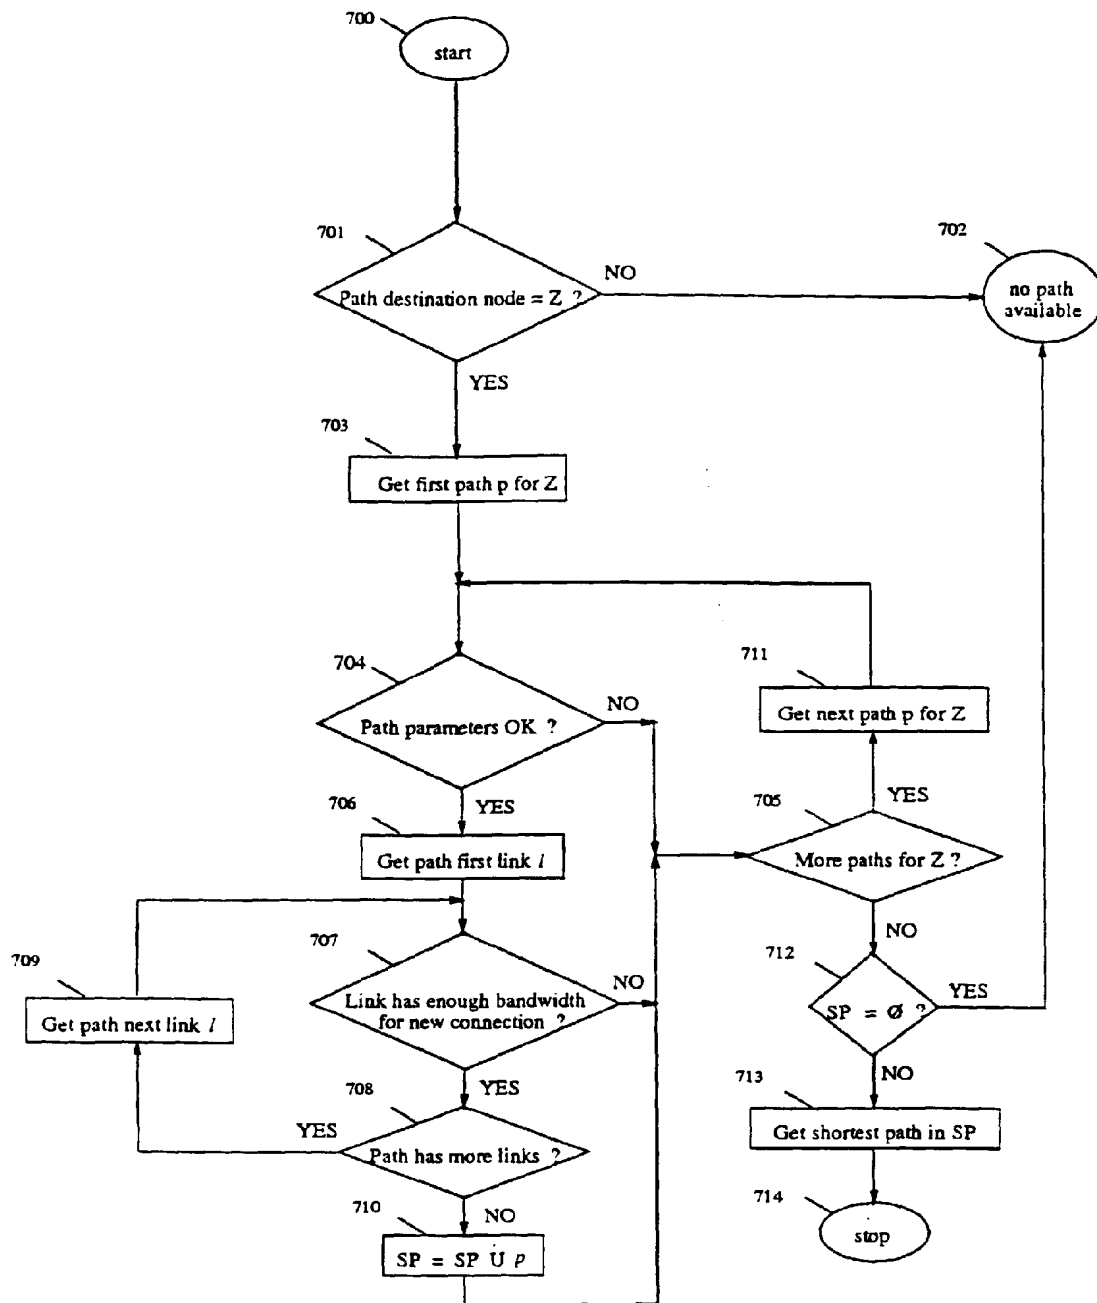 700
start
701
Path destination node = Z ?
NO
702
no path
available
YES
703
Get first path p for Z
704
Path parameters OK ?
NO
711
Get next path p for Z
YES
706
Get path first link l
705
YES
More paths for Z ?
NO
707
Link has enough bandwidth
for new connection ?
NO
709
Get path next link l
712
SP = Ø ?
YES
YES
708
YES
Path has more links ?
NO
713
Get shortest path in SP
710
NO
SP = SP U p
714
stop